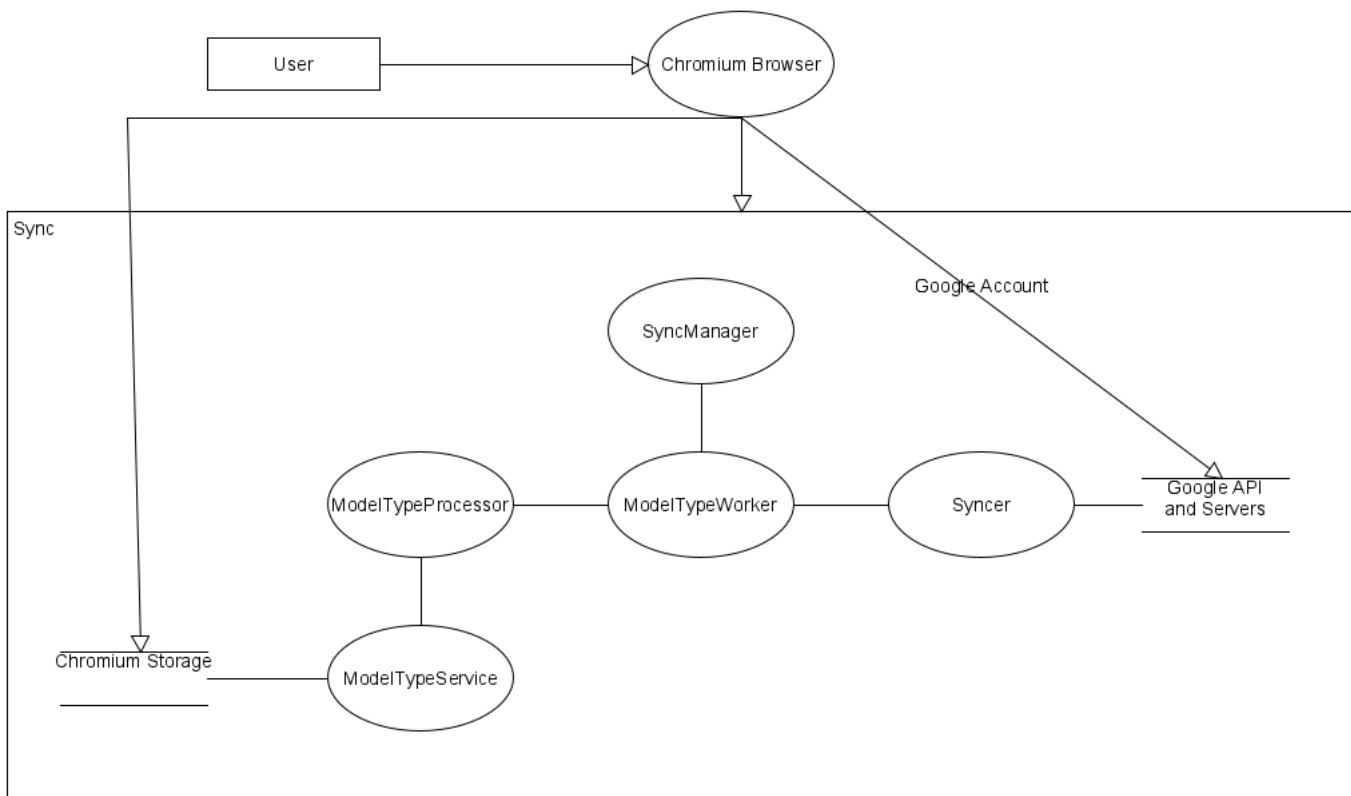 User
Chromium Browser
Sync
Google Account
SyncManager
ModelTypeProcessor
ModelTypeWorker
Syncer
Google API
and Servers
Chromium Storage
ModelTypeService